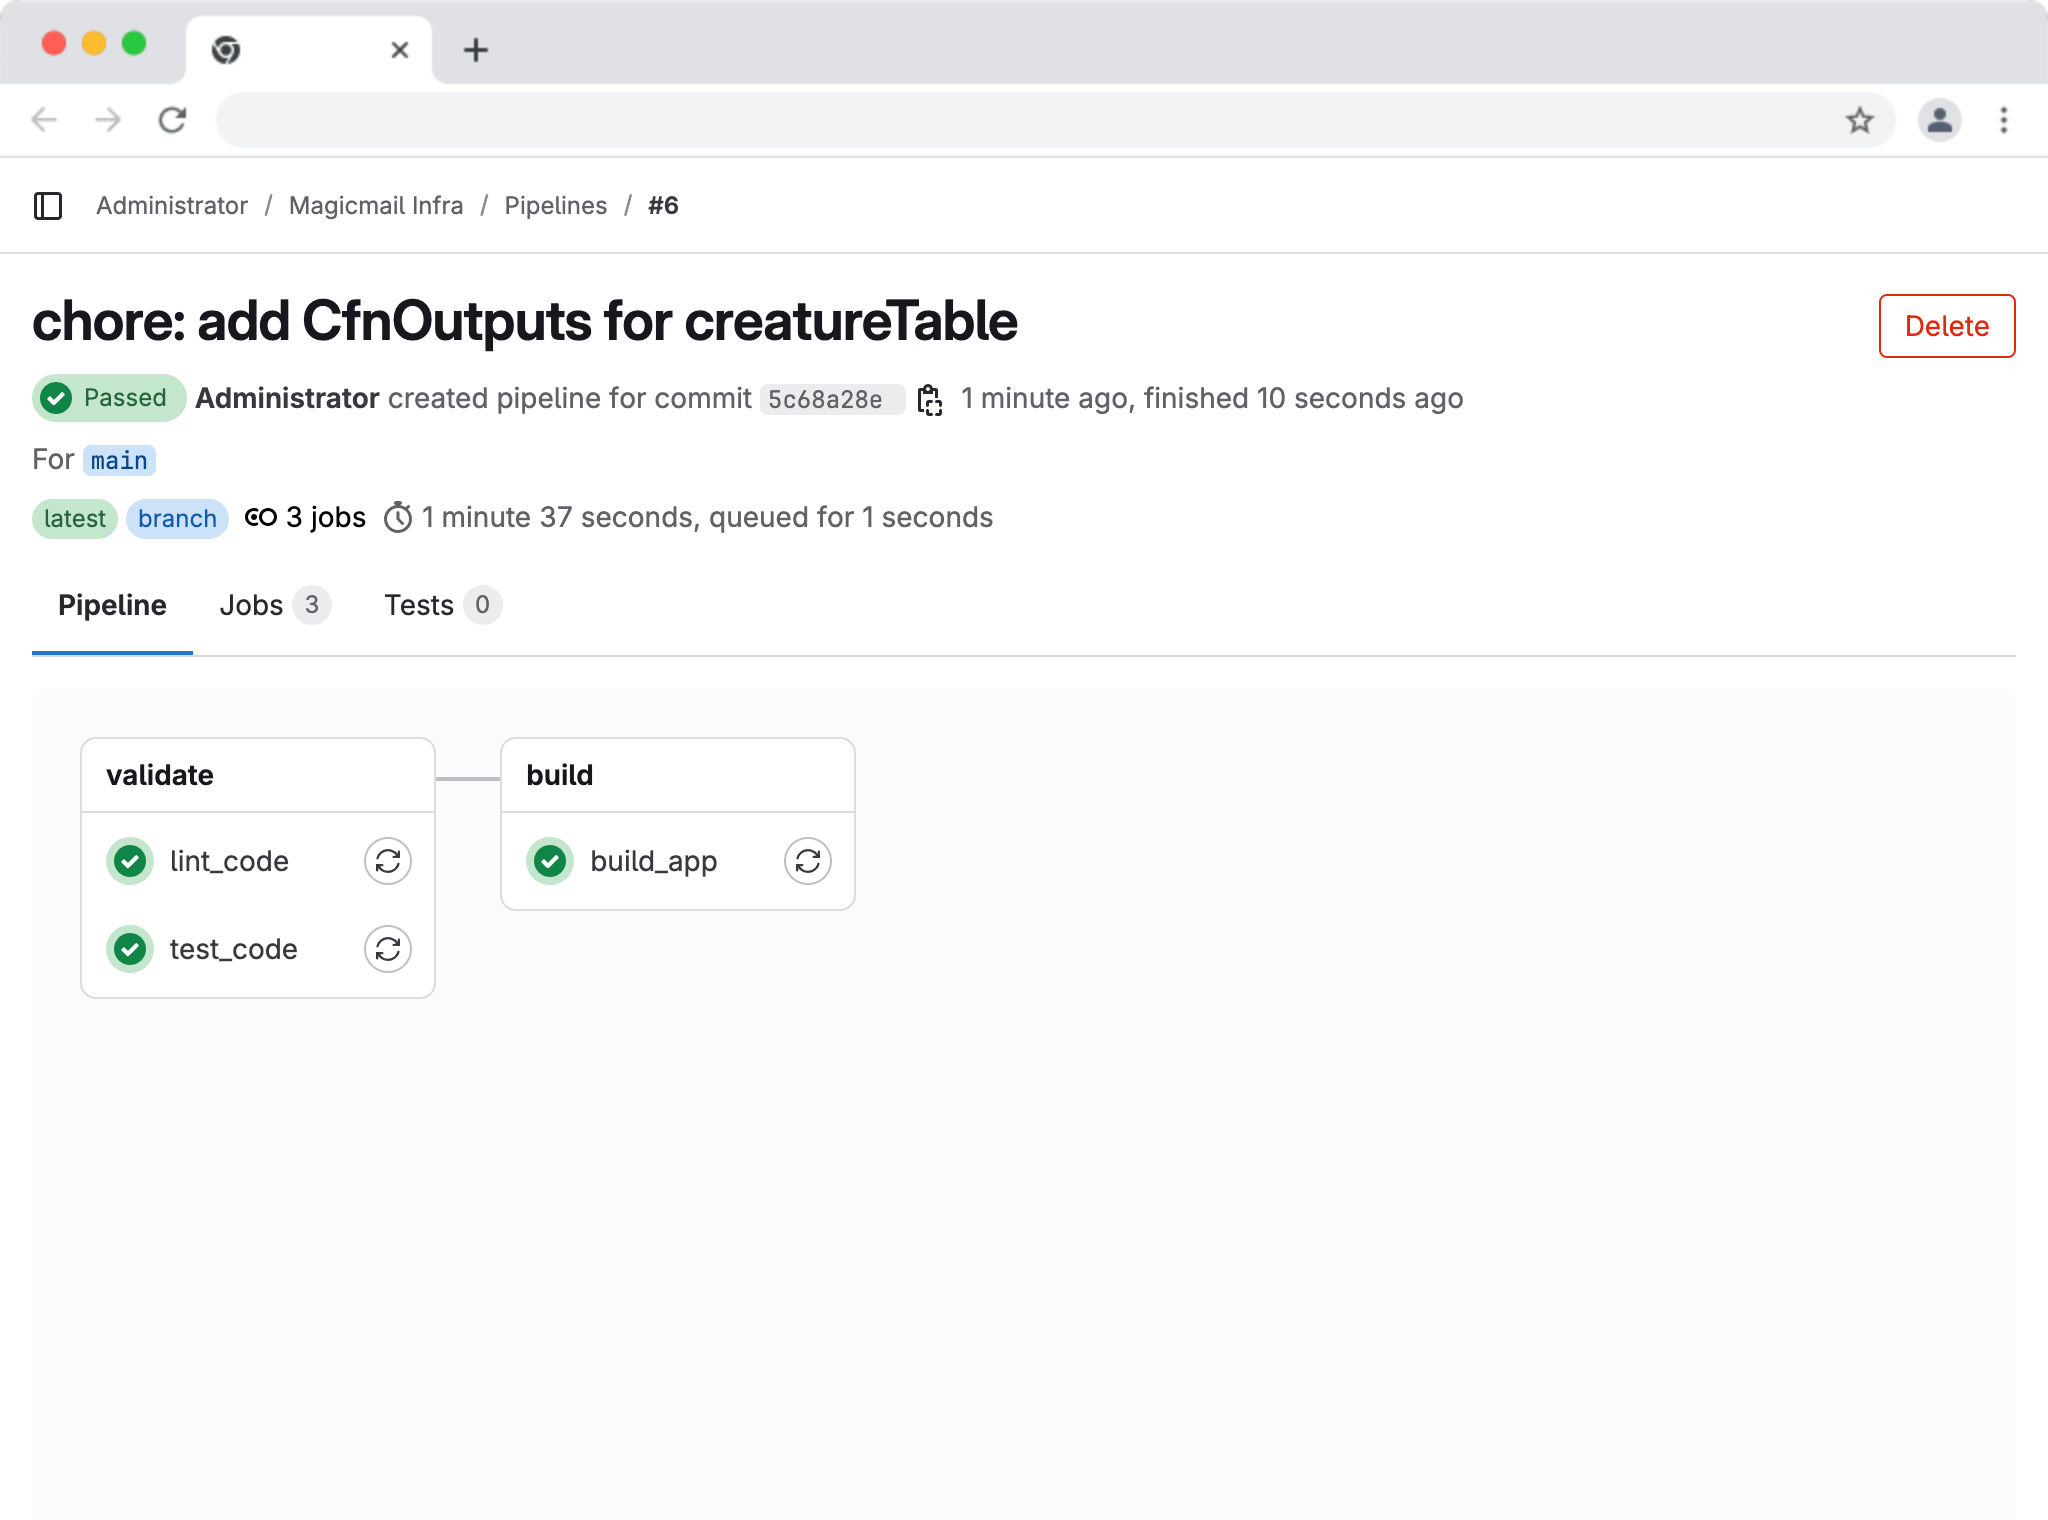 Administrator / Magicmail Infra / Pipelines / #6
chore: add CfnOutputs for creatureTable
Delete
Passed Administrator created pipeline for commit 5c68a28e 1 minute ago, finished 10 seconds ago
For main
latest branch 3 jobs 1 minute 37 seconds, queued for 1 seconds
Pipeline Jobs 3 Tests 0
validate
lint_code
test_code
build
build_app